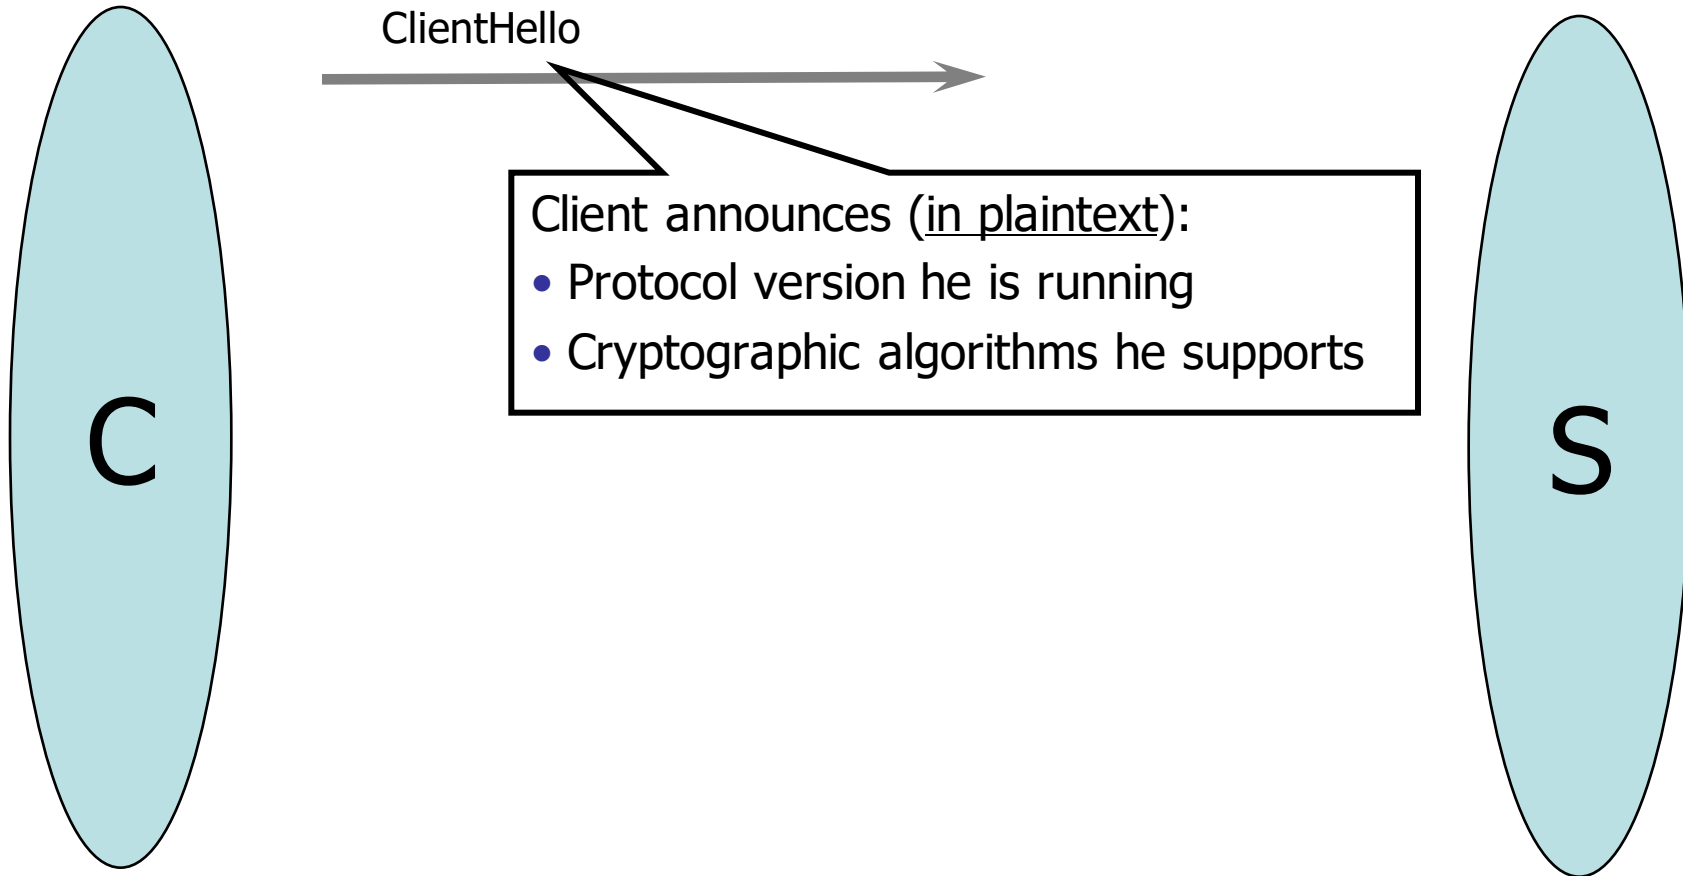 ClientHello
Client announces (in plaintext):
• Protocol version he is running
• Cryptographic algorithms he supports
C
S